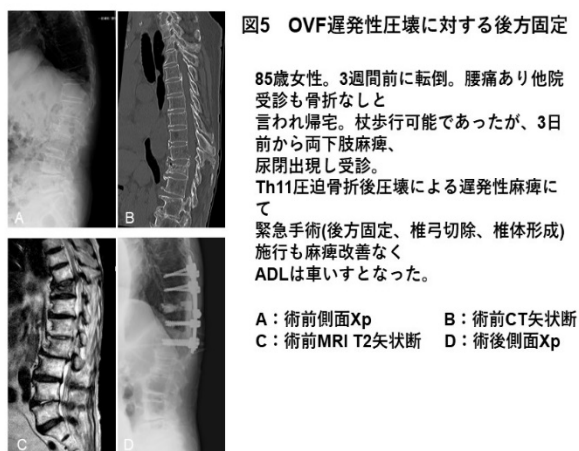 図5　OVF遅発性圧壊に対する後方固定
85歳女性。3週間前に転倒。腰痛あり他院
受診も骨折なしと
言われ帰宅。杖歩行可能であったが、3日
前から両下肢麻痺、
尿閉出現し受診。
Th11圧迫骨折後圧壊による遅発性麻痺に
て
緊急手術(後方固定、椎弓切除、椎体形成)
施行も麻痺改善なく
ADLは車いすとなった。
A：術前側面Xp　　B：術前CT矢状断
C：術前MRI T2矢状断　D：術後側面Xp
A
B
C
D